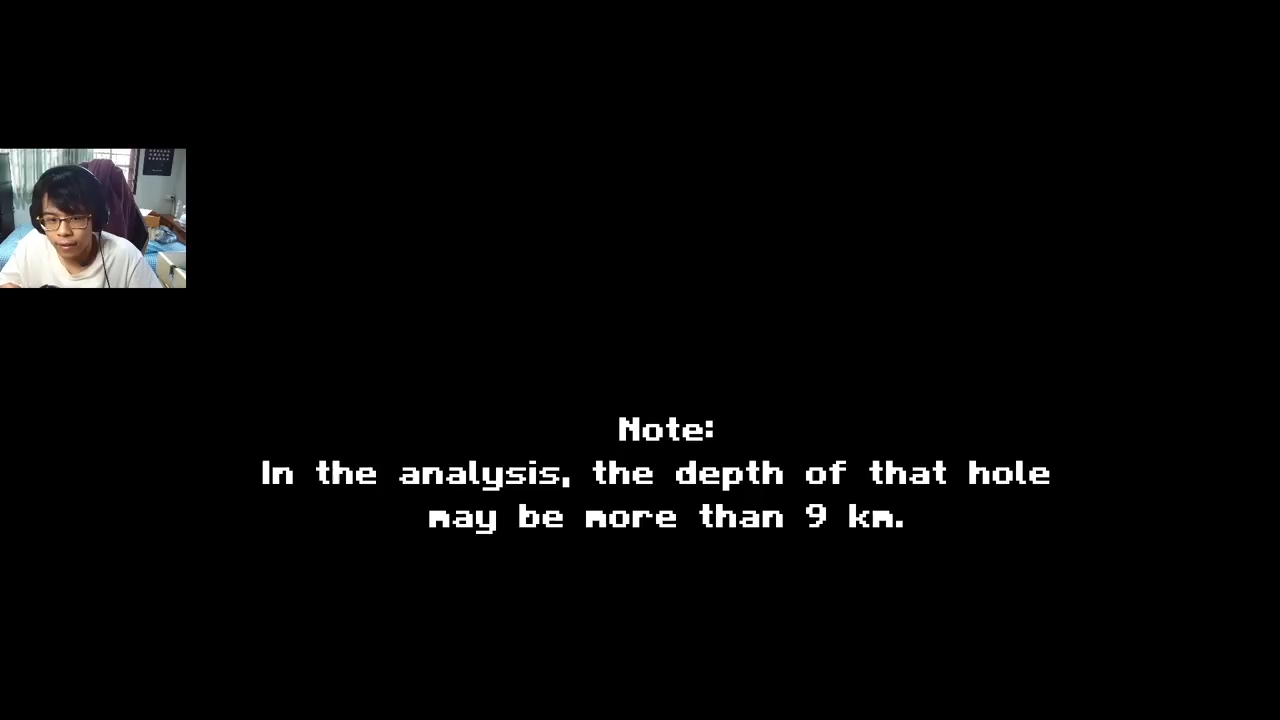 Note:
In the analysis, the depth of that hole
may be more than 9 km.